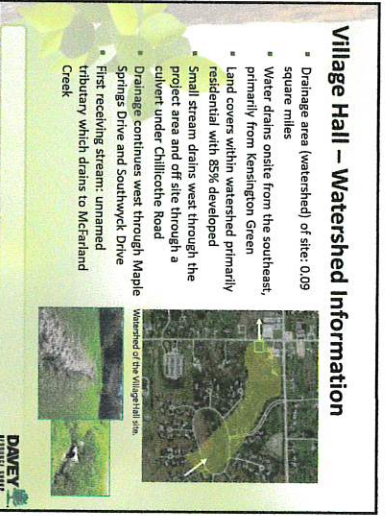 Village Hall – Watershed Information
▪ Drainage area (watershed) of site: 0.09
square miles
▪ Water drains onsite from the southeast,
primarily from Kensington Green
▪ Land covers within watershed primarily
residential with 85% developed
▪ Small stream drains west through the
project area and off site through a
culvert under Chillicothe Road
▪ Drainage continues west through Maple
Springs Drive and Southwyck Drive
▪ First receiving stream: unnamed
tributary which drains to McFarland
Creek
Watershed of the Village Hall site.
DAVEY
RESOURCE GROUP